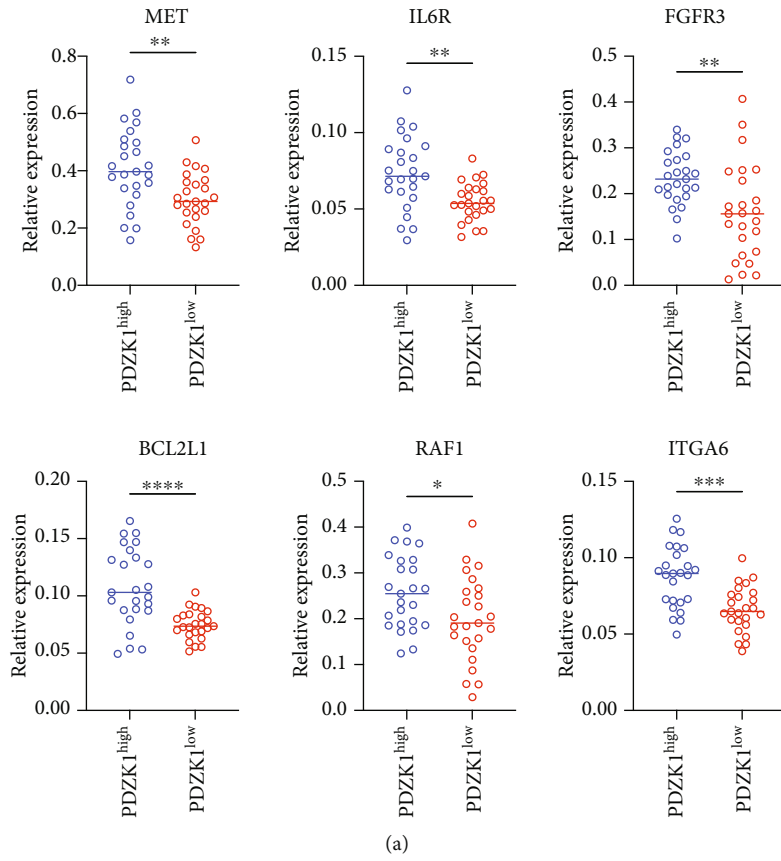 MET
**
Relative expression
0.8
0.6
0.4
0.2
0.0
PDZK1high
PDZK1low
IL6R
**
Relative expression
0.15
0.10
0.05
0.00
PDZK1high
PDZK1low
FGFR3
**
Relative expression
0.5
0.4
0.3
0.2
0.1
0.0
PDZK1high
PDZK1low
BCL2L1
****
Relative expression
0.20
0.15
0.10
0.05
0.00
PDZK1high
PDZK1low
RAF1
*
Relative expression
0.5
0.4
0.3
0.2
0.1
0.0
PDZK1high
PDZK1low
ITGA6
***
Relative expression
0.15
0.10
0.05
0.00
PDZK1high
PDZK1low
(a)